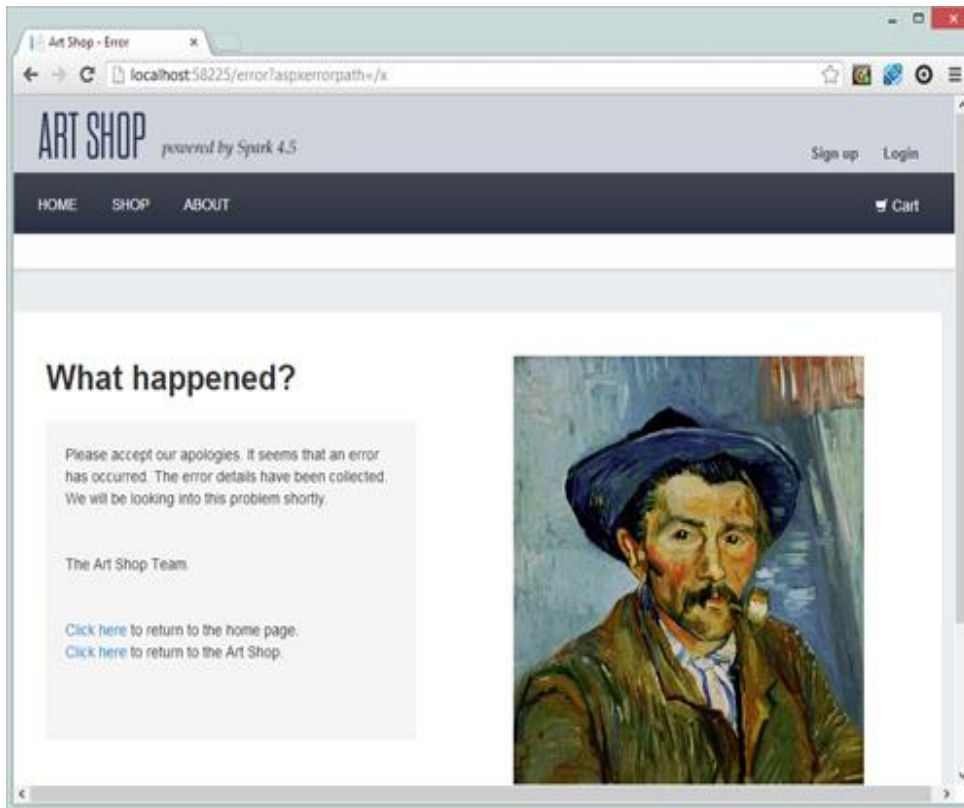 Art Shop - Error
localhost:58225/error?aspxerrorpath=/x
ART SHOP powered by Spark 4.5
Sign up Login
HOME SHOP ABOUT Cart
What happened?
Please accept our apologies. It seems that an error
has occurred. The error details have been collected.
We will be looking into this problem shortly.
The Art Shop Team.
Click here to return to the home page.
Click here to return to the Art Shop.